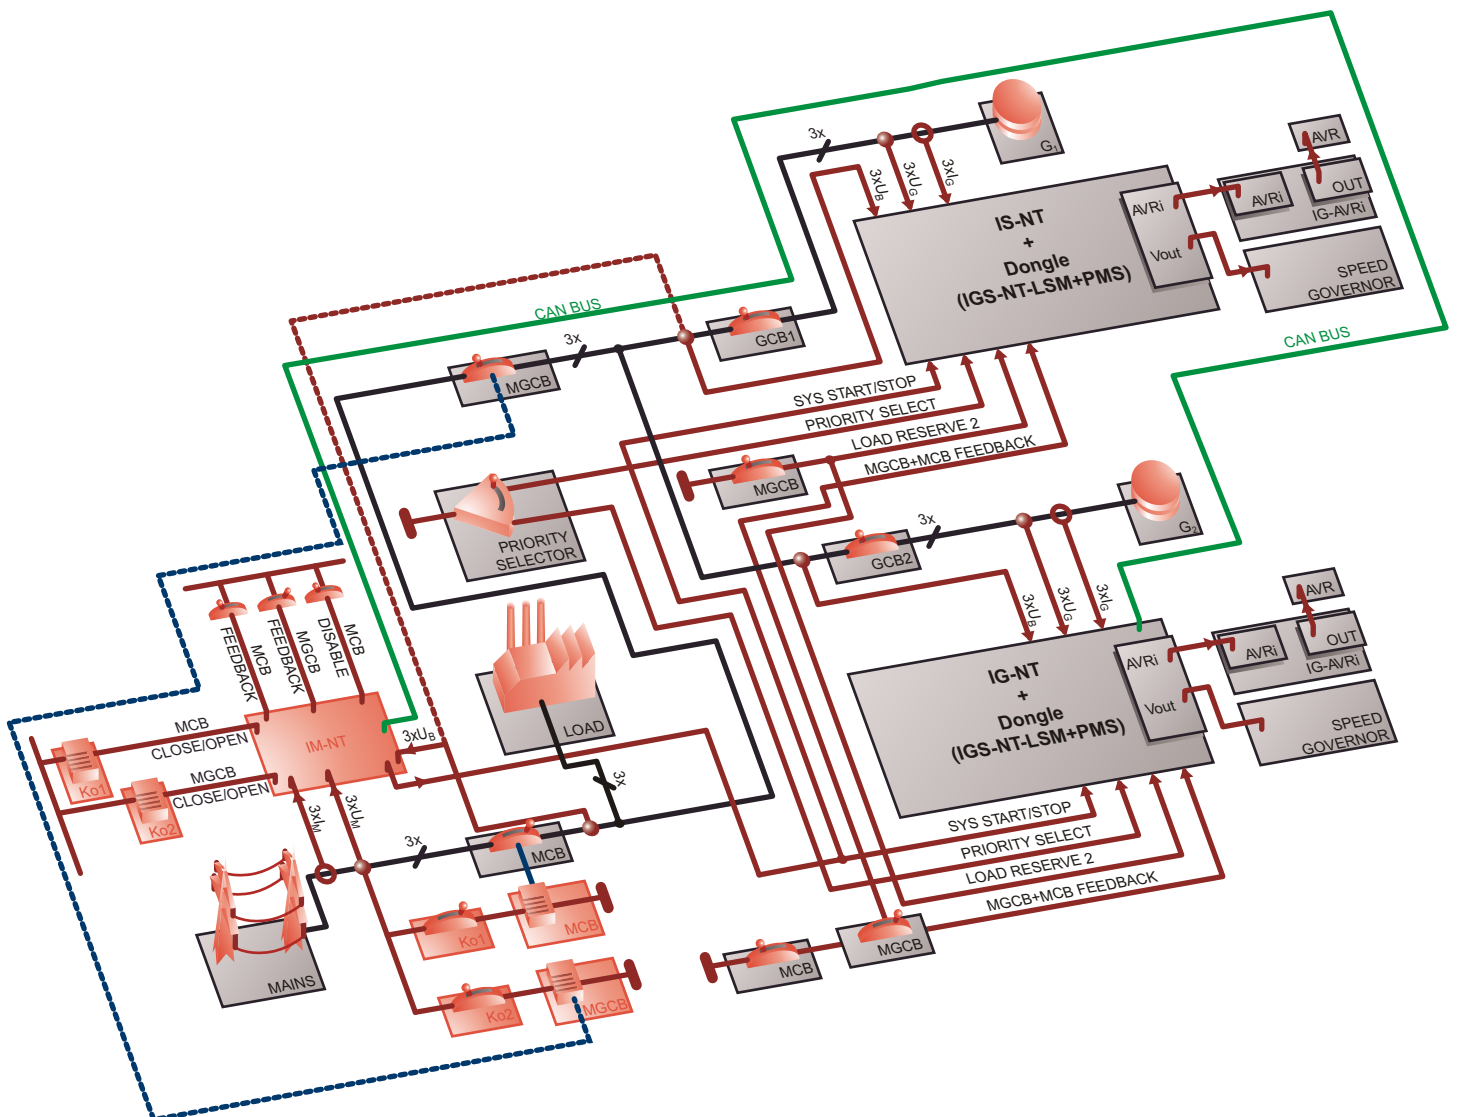 3x
G1
3xUB
3xUG
3xIG
IS-NT
+
Dongle
(IGS-NT-LSM+PMS)
AVRi
Vout
AVR
AVRi
OUT
IG-AVRi
SPEED
GOVERNOR
CAN BUS
CAN BUS
3x
GCB1
MGCB
SYS START/STOP
PRIORITY SELECT
LOAD RESERVE 2
MGCB+MCB FEEDBACK
MGCB
PRIORITY
SELECTOR
3x
GCB2
G2
3xUB
3xUG
3xIG
IG-NT
+
Dongle
(IGS-NT-LSM+PMS)
AVRi
Vout
AVR
AVRi
OUT
IG-AVRi
SPEED
GOVERNOR
MCB
FEEDBACK
MGCB
FEEDBACK
MCB
DISABLE
LOAD
MCB
CLOSE/OPEN
MGCB
CLOSE/OPEN
IM-NT
3xUB
Ko1
Ko2
3xIM
3xUM
3x
3x
MCB
SYS START/STOP
PRIORITY SELECT
LOAD RESERVE 2
MGCB+MCB FEEDBACK
MAINS
Ko1
MCB
Ko2
MGCB
MCB
MGCB